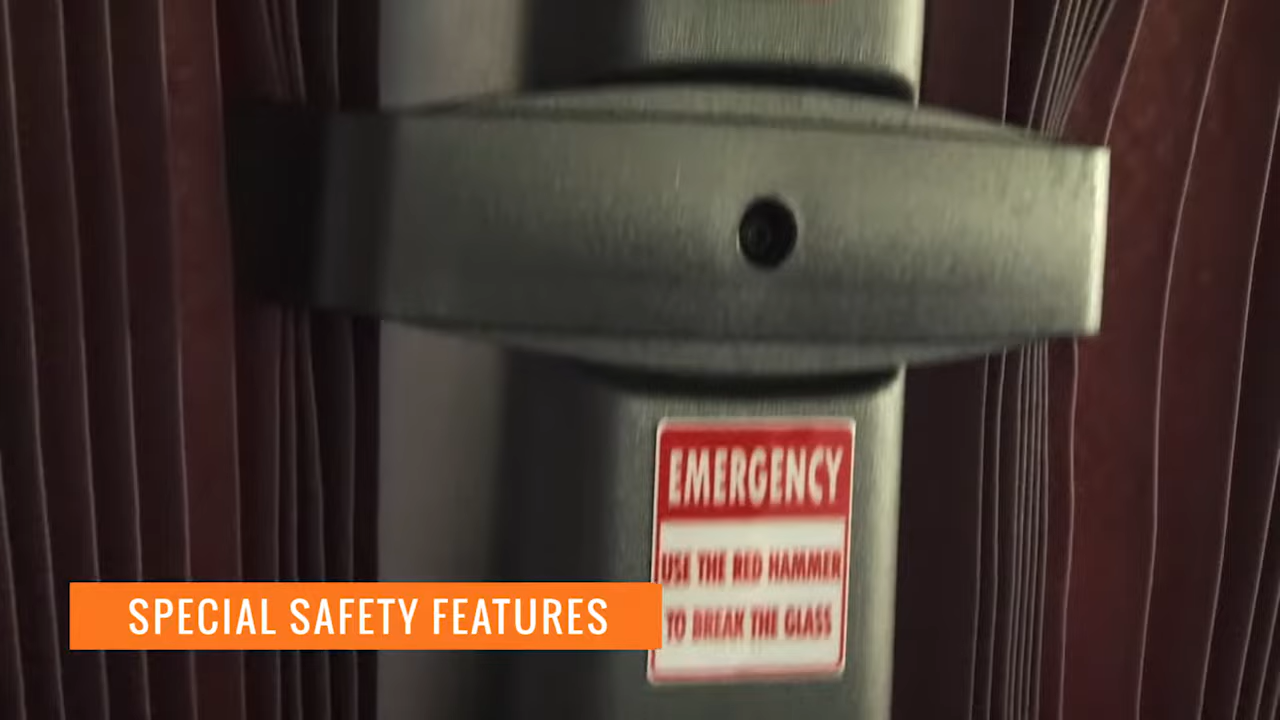 EMERGENCY
USE THE RED HAMMER
TO BREAK THE GLASS
SPECIAL SAFETY FEATURES